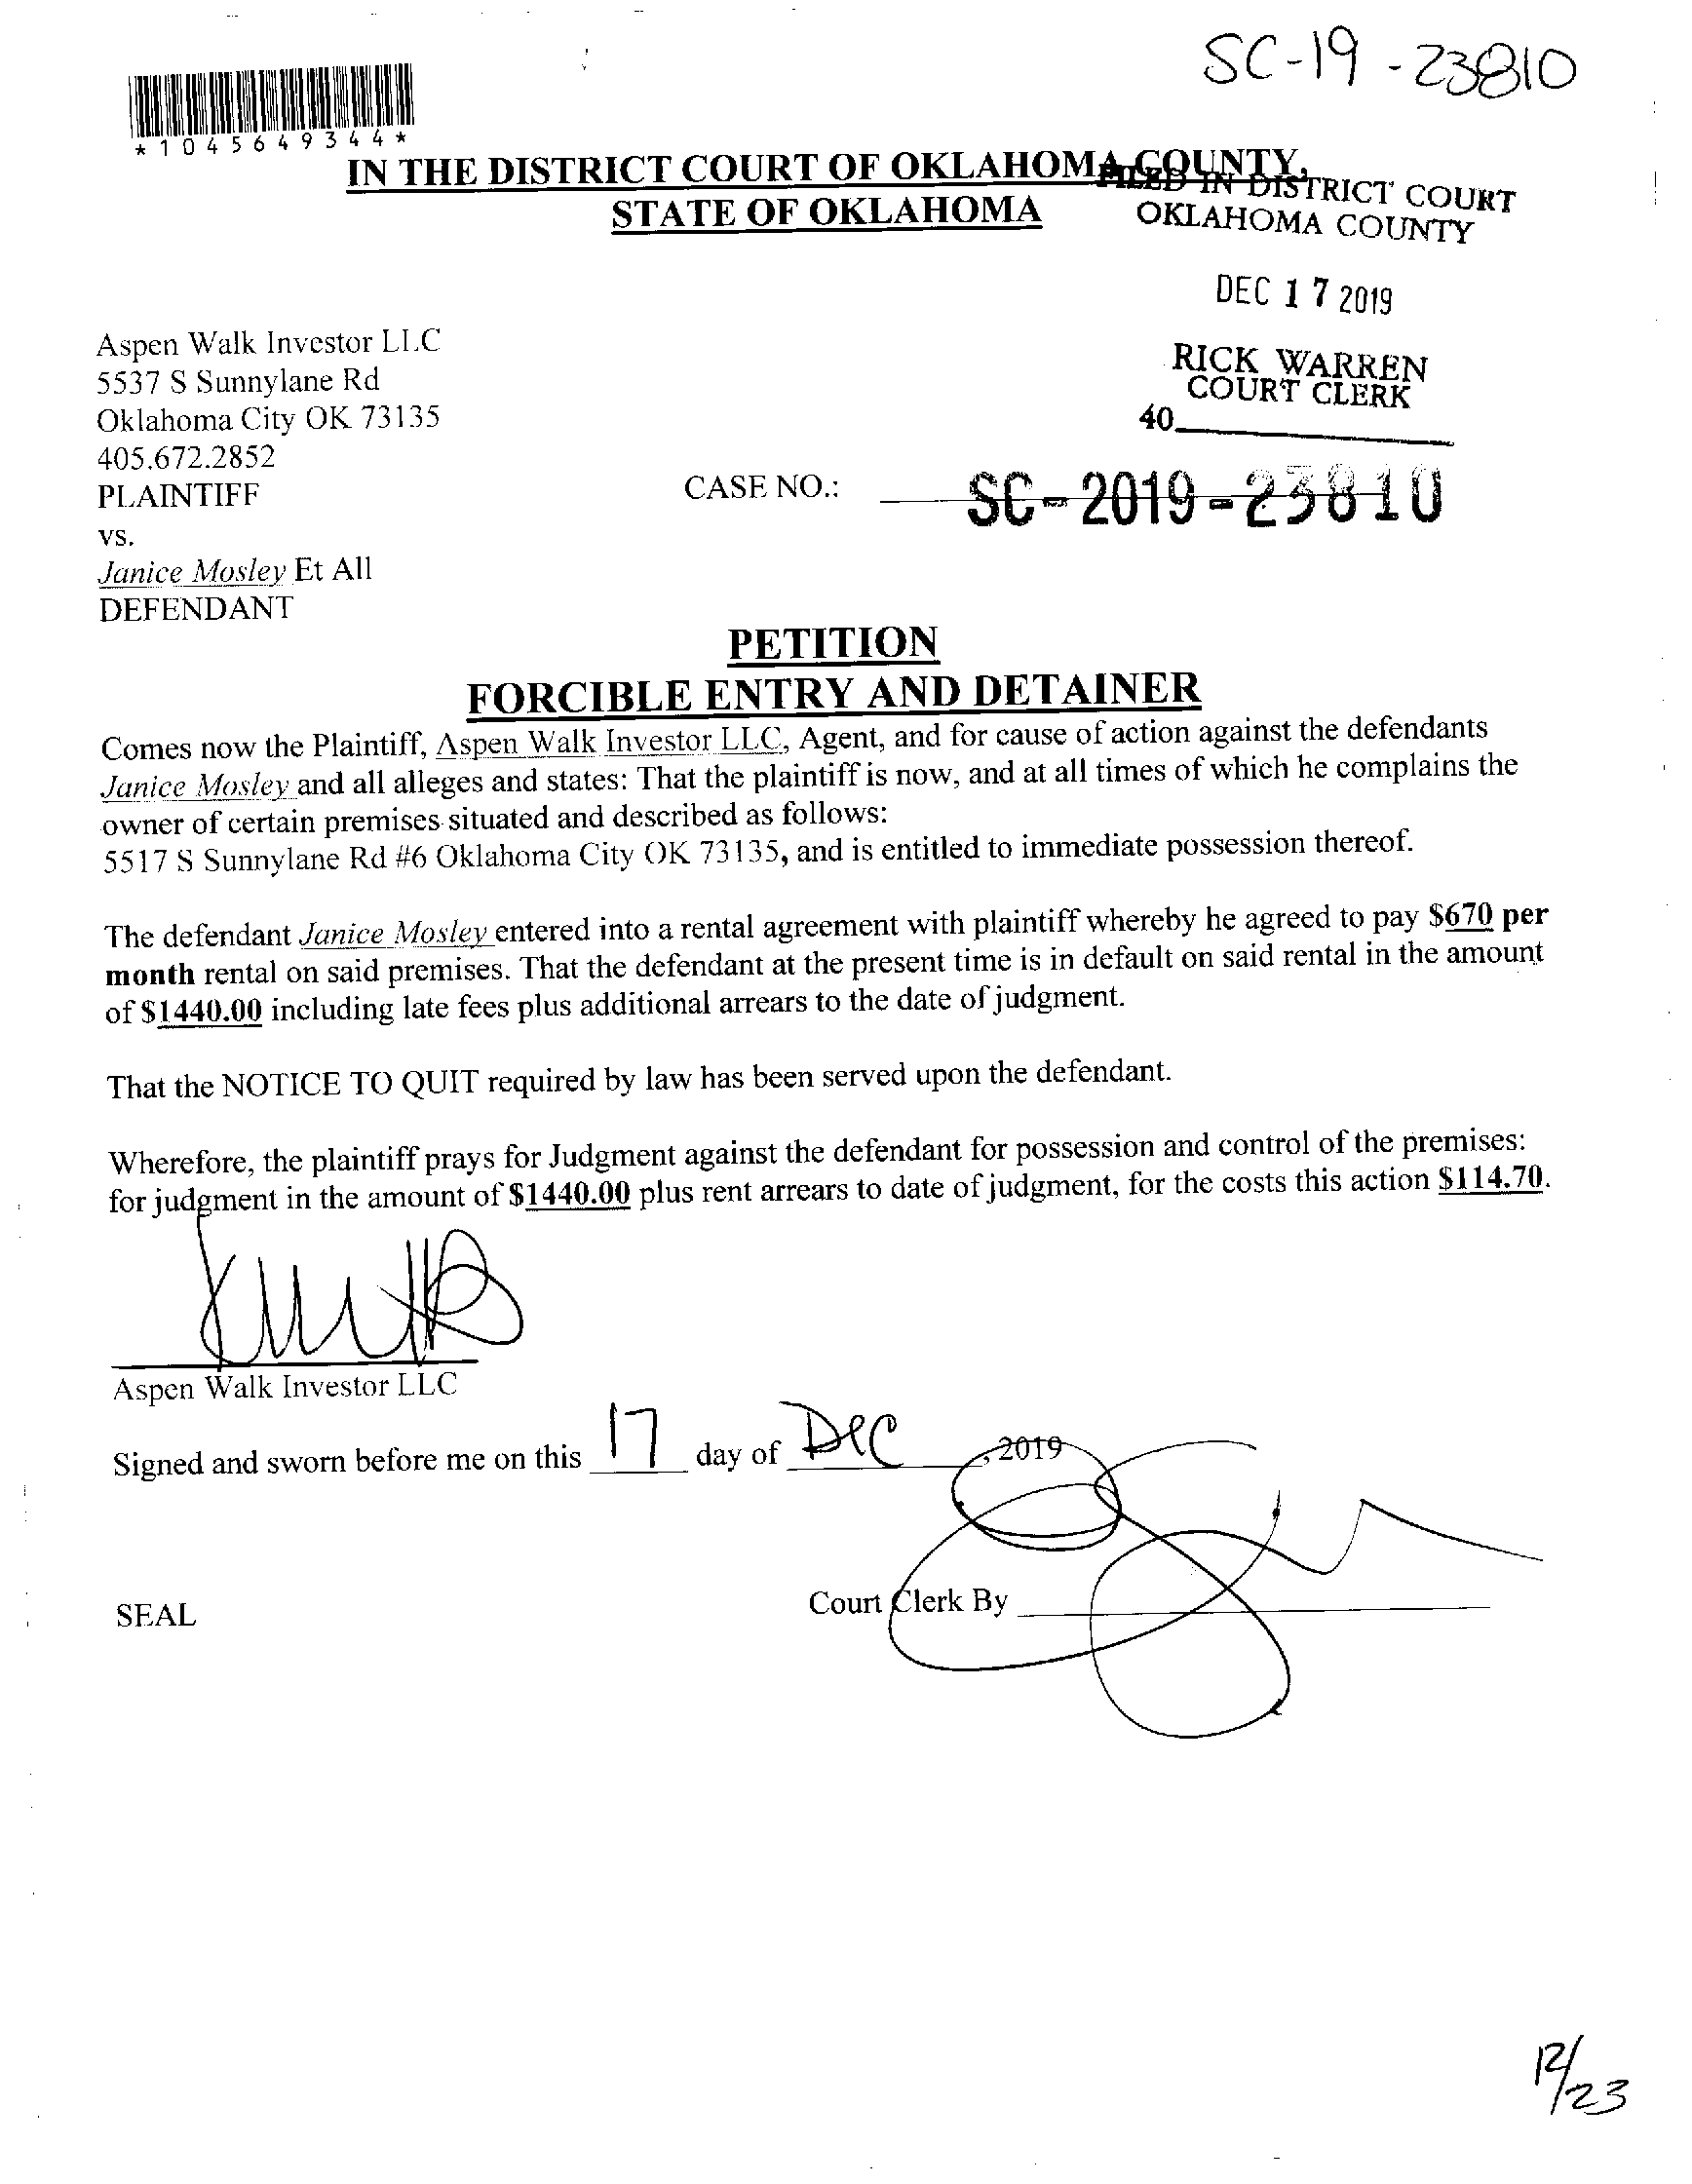 SC-19-23810
*1045649344*
IN THE DISTRICT COURT OF OKLAHOMA COUNTY,
STATE OF OKLAHOMA
FILED IN DISTRICT COURT
OKLAHOMA COUNTY
DEC 17 2019
RICK WARREN
COURT CLERK
40
Aspen Walk Investor LLC
5537 S Sunnylane Rd
Oklahoma City OK 73135
405.672.2852
PLAINTIFF
CASE NO.: SC-2019-23810
vs.
Janice Mosley Et All
DEFENDANT
PETITION
FORCIBLE ENTRY AND DETAINER
Comes now the Plaintiff, Aspen Walk Investor LLC, Agent, and for cause of action against the defendants
Janice Mosley and all alleges and states: That the plaintiff is now, and at all times of which he complains the
owner of certain premises situated and described as follows:
5517 S Sunnylane Rd #6 Oklahoma City OK 73135, and is entitled to immediate possession thereof.
The defendant Janice Mosley entered into a rental agreement with plaintiff whereby he agreed to pay $670 per
month rental on said premises. That the defendant at the present time is in default on said rental in the amount
of $1440.00 including late fees plus additional arrears to the date of judgment.
That the NOTICE TO QUIT required by law has been served upon the defendant.
Wherefore, the plaintiff prays for Judgment against the defendant for possession and control of the premises:
for judgment in the amount of $1440.00 plus rent arrears to date of judgment, for the costs this action $114.70.
Aspen Walk Investor LLC
Signed and sworn before me on this 17 day of Dec, 2019
SEAL
Court Clerk By
12/23